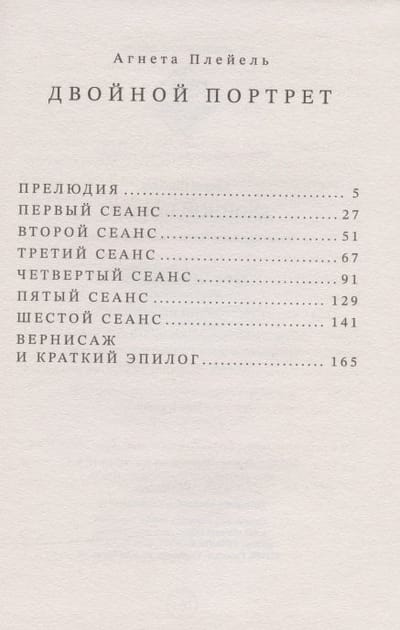 Агнета Плейель
ДВОЙНОЙ ПОРТРЕТ
ПРЕЛЮДИЯ........................... 5
ПЕРВЫЙ СЕАНС..................... 27
ВТОРОЙ СЕАНС...................... 51
ТРЕТИЙ СЕАНС...................... 67
ЧЕТВЕРТЫЙ СЕАНС................. 91
ПЯТЫЙ СЕАНС...................... 129
ШЕСТОЙ СЕАНС.................... 141
ВЕРНИСАЖ
И КРАТКИЙ ЭПИЛОГ............... 165